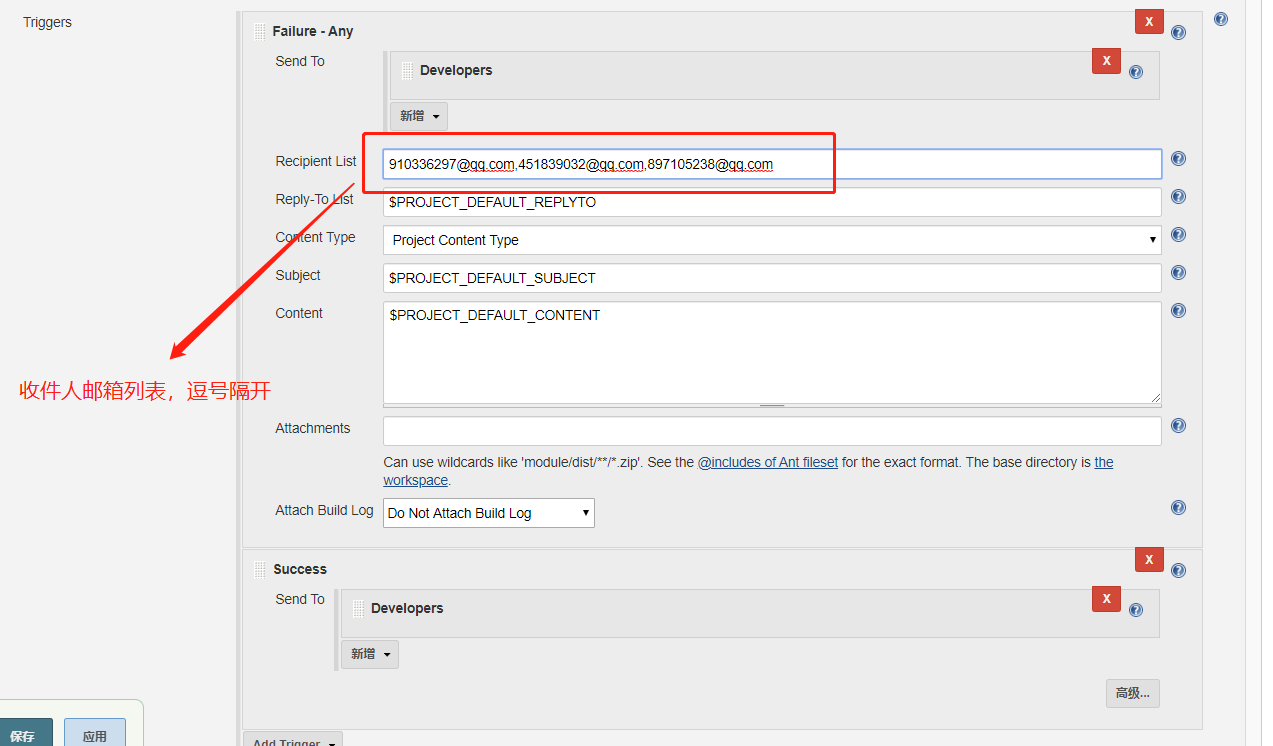 Triggers
Failure - Any
X
Send To
Developers
X
新增
Recipient List
910336297@qq.com,451839032@qq.com,897105238@qq.com
Reply-To List
$PROJECT_DEFAULT_REPLYTO
Content Type
Project Content Type
Subject
$PROJECT_DEFAULT_SUBJECT
Content
$PROJECT_DEFAULT_CONTENT
收件人邮箱列表，逗号隔开
Attachments
Can use wildcards like 'module/dist/**/*.zip'. See the @includes of Ant fileset for the exact format. The base directory is the
workspace.
Attach Build Log
Do Not Attach Build Log
Success
X
Send To
Developers
X
新增
高级...
保存
应用
Add Trigger